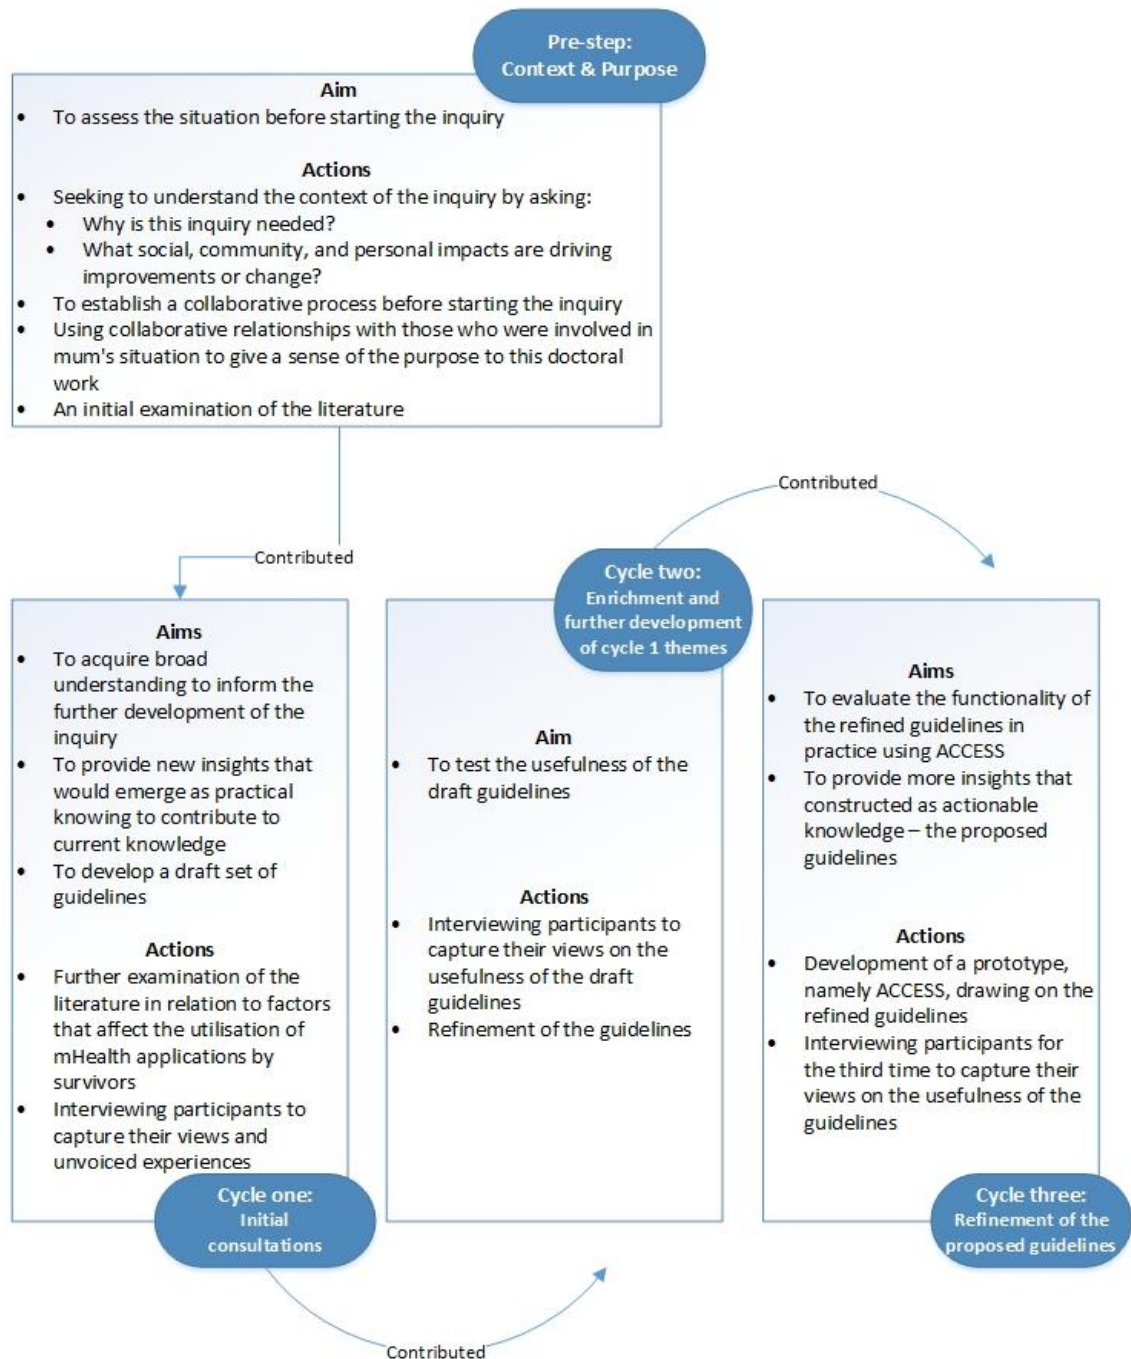 Pre-step:
Context & Purpose
Aim
• To assess the situation before starting the inquiry
Actions
• Seeking to understand the context of the inquiry by asking:
• Why is this inquiry needed?
• What social, community, and personal impacts are driving
improvements or change?
• To establish a collaborative process before starting the inquiry
• Using collaborative relationships with those who were involved in
mum's situation to give a sense of the purpose to this doctoral
work
• An initial examination of the literature
Contributed
Contributed
Aims
• To acquire broad
understanding to inform the
further development of the
inquiry
• To provide new insights that
would emerge as practical
knowing to contribute to
current knowledge
• To develop a draft set of
guidelines
Actions
• Further examination of the
literature in relation to factors
that affect the utilisation of
mHealth applications by
survivors
• Interviewing participants to
capture their views and
unvoiced experiences
Cycle one:
Initial
consultations
Contributed
Cycle two:
Enrichment and
further development
of cycle 1 themes
Aim
• To test the usefulness of the
draft guidelines
Actions
• Interviewing participants to
capture their views on the
usefulness of the draft
guidelines
• Refinement of the guidelines
Aims
• To evaluate the functionality of
the refined guidelines in
practice using ACCESS
• To provide more insights that
constructed as actionable
knowledge – the proposed
guidelines
Actions
• Development of a prototype,
namely ACCESS, drawing on the
refined guidelines
• Interviewing participants for
the third time to capture their
views on the usefulness of the
guidelines
Cycle three:
Refinement of the
proposed guidelines